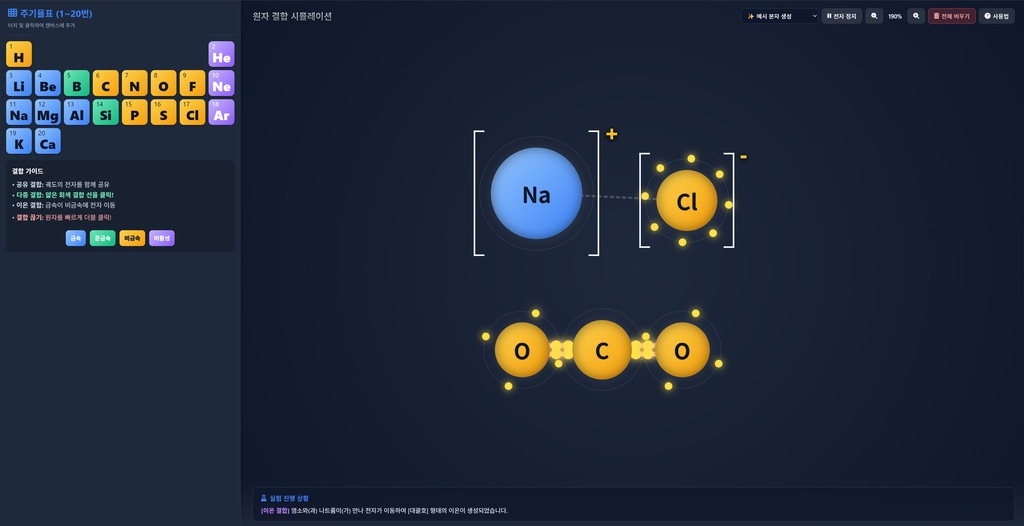 주기율표 (1~20번)
터치 및 클릭하여 캔버스에 추가
1 H
2 He
3 Li 4 Be 5 B 6 C 7 N 8 O 9 F 10 Ne
11 Na 12 Mg 13 Al 14 Si 15 P 16 S 17 Cl 18 Ar
19 K 20 Ca
결합 가이드
• 공유 결합: 궤도의 전자를 함께 공유
• 다중 결합: 얇은 회색 결합 선을 클릭!
• 이온 결합: 금속이 비금속에 전자 이동
• 결합 끊기: 원자를 빠르게 더블 클릭!
금속 준금속 비금속 비활성
원자 결합 시뮬레이션
예시 분자 생성 전자 정지 190% 전체 비우기 사용법
Na +
Cl -
O C O
실험 진행 상황
[이온 결합] 염소와(과) 나트륨이(가) 만나 전자가 이동하여 [대괄호] 형태의 이온이 생성되었습니다.